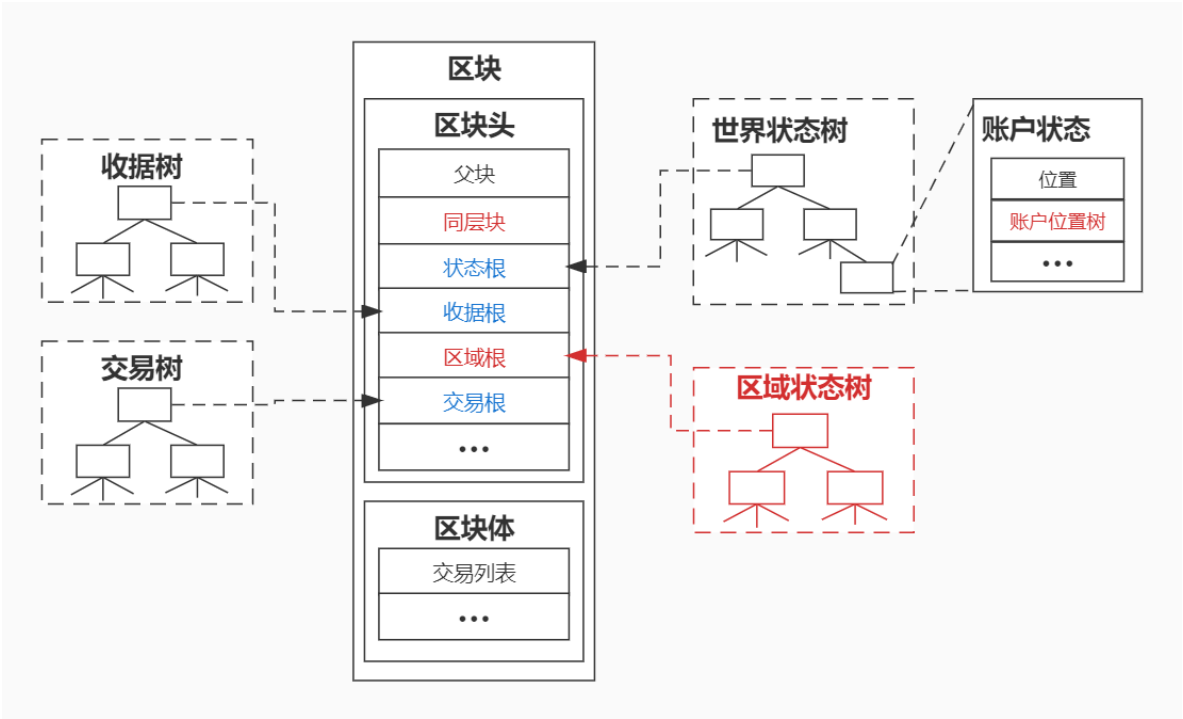 区块
区块头
父块
同层块
状态根
收据根
区域根
交易根
•••
区块体
交易列表
•••
收据树
交易树
世界状态树
账户状态
位置
账户位置树
•••
区域状态树